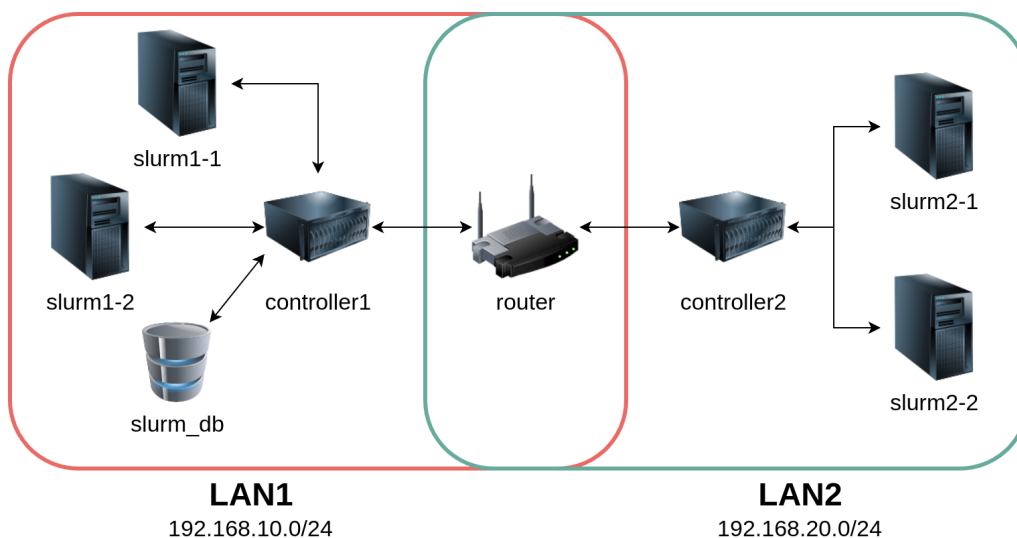 slurm1-1
slurm2-1
slurm1-2
controller1
router
controller2
slurm_db
slurm2-2
LAN1
LAN2
192.168.10.0/24
192.168.20.0/24